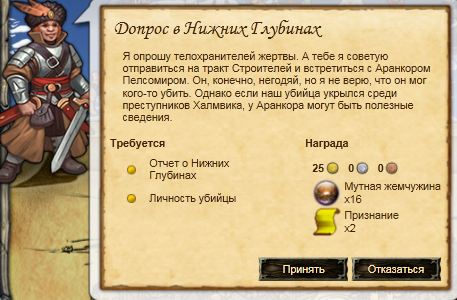 Допрос в Нижних Глубинах
Я опрошу телохранителей жертвы. А тебе я советую
отправиться на тракт Строителей и встретиться с Аранкором
Пелсомиром. Он, конечно, негодяй, но я не верю, что он мог
кого-то убить. Однако если наш убийца укрылся среди
преступников Халмвика, у Аранкора могут быть полезные
сведения.
Требуется
Отчет о Нижних
Глубинах
Личность убийцы
Награда
25 0 0
Мутная жемчужина
x16
Признание
x2
Принять
Отказаться